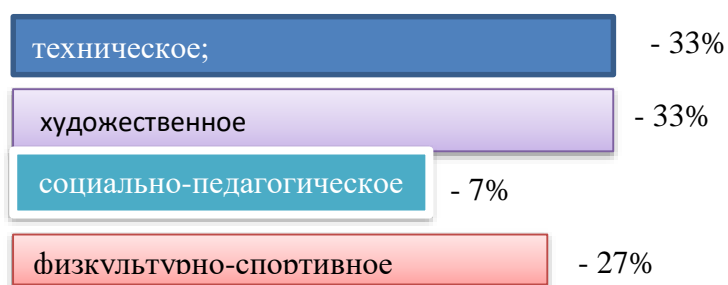 техническое; - 33%
художественное - 33%
социально-педагогическое - 7%
физкультурно-спортивное - 27%